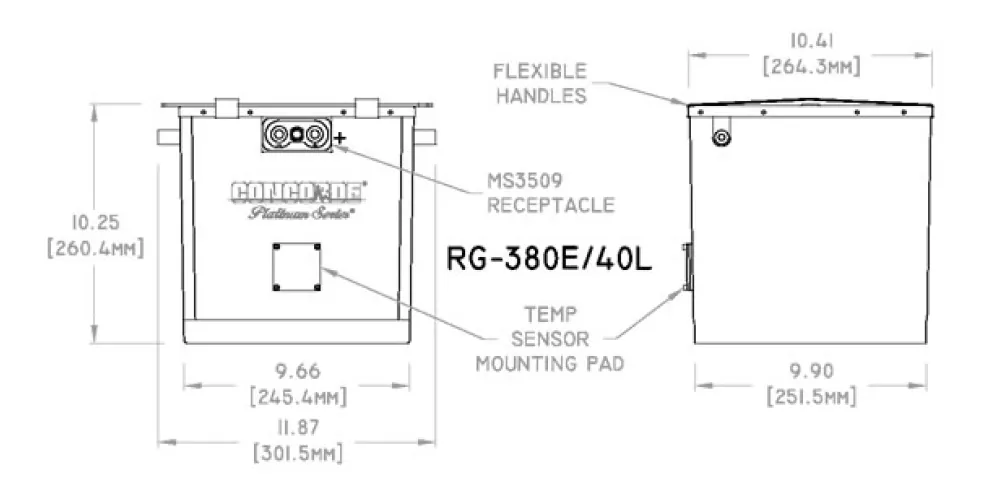 10.41
[264.3MM]
FLEXIBLE
HANDLES
+
MS3509
RECEPTACLE
CONCORDE®
Platinum Series®
10.25
[260.4MM]
RG-380E/40L
TEMP
SENSOR
MOUNTING PAD
9.66
[245.4MM]
9.90
[251.5MM]
11.87
[301.5MM]